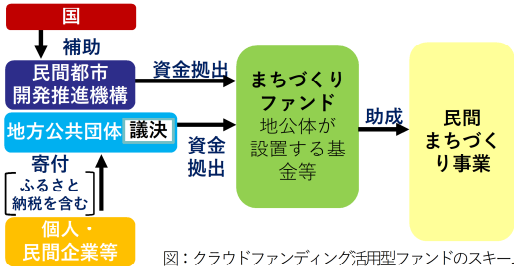 国
補助
民間都市
開発推進機構
資金拠出
地方公共団体
議決
資金
拠出
寄付
ふるさと
納税を含む
個人・
民間企業等
まちづくり
ファンド
地公体が
設置する基
金等
助成
民間
まちづく
り事業
図：クラウドファンディング活用型ファンドのスキー